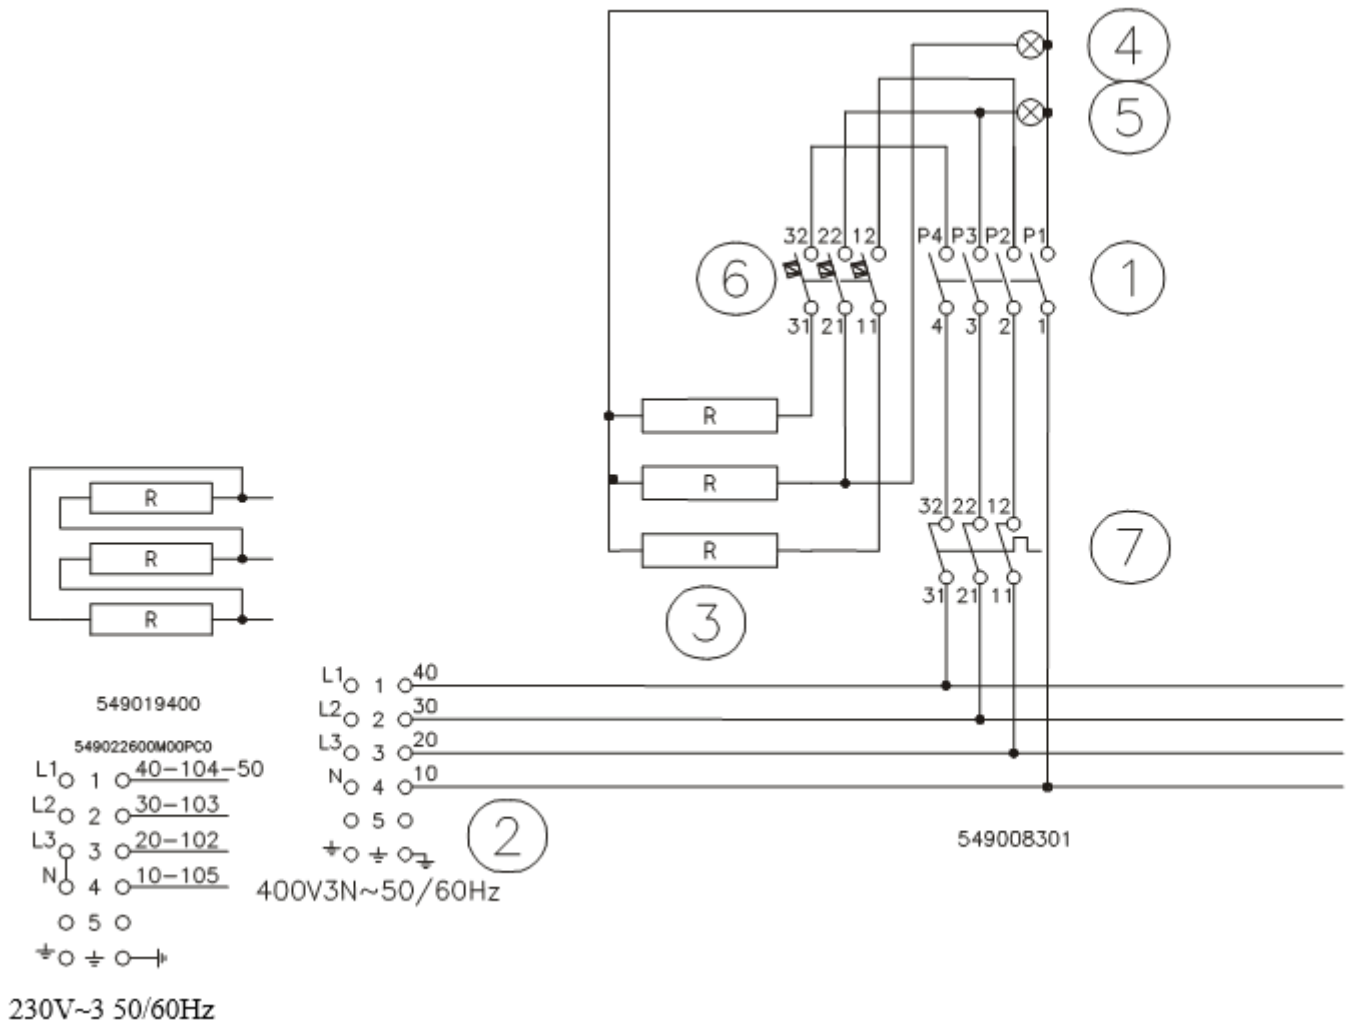 4
5
32 22 12 P4 P3 P2 P1
6
1
31 21 11 4 3 2 1
R
R
R
3
32 22 12
7
31 21 11
R
R
R
549019400
549022600M00PC0
L1 1 40-104-50
L2 2 30-103
L3 3 20-102
N 4 10-105
5
230V~3 50/60Hz
L1 1 40
L2 2 30
L3 3 20
N 4 10
5
2
400V3N~50/60Hz
549008301